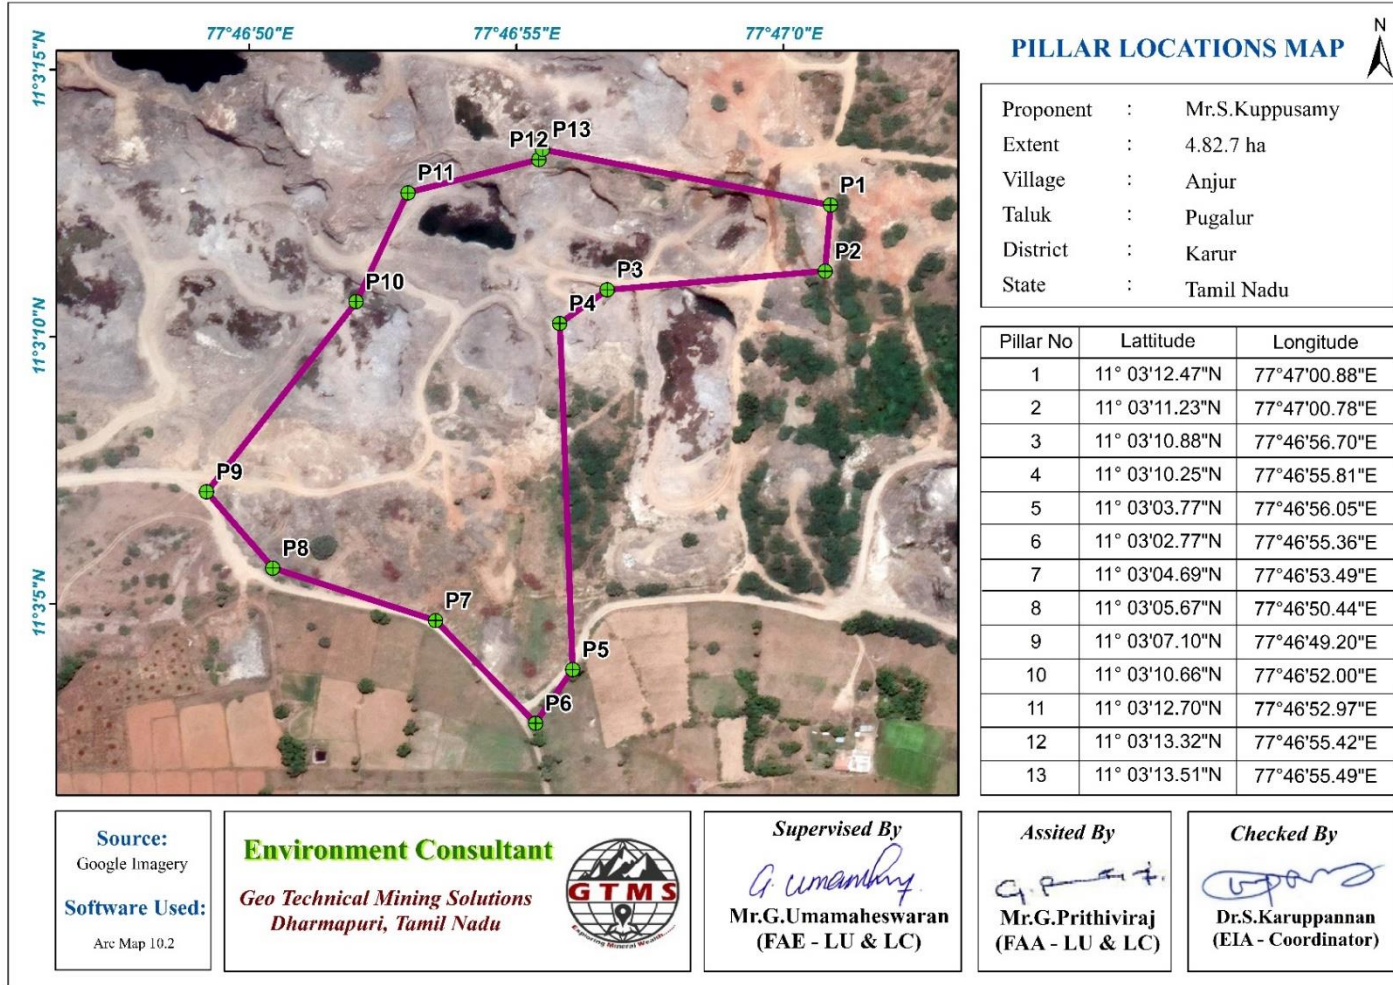 77°46'50"E 77°46'55"E 77°47'0"E
11°3'15"N
11°3'10"N
11°3'5"N
P13
P12
P11
P1
P2
P3
P10
P4
P9
P8
P7
P5
P6
PILLAR LOCATIONS MAP
N
Proponent : Mr.S.Kuppusamy
Extent : 4.82.7 ha
Village : Anjur
Taluk : Pugalur
District : Karur
State : Tamil Nadu
Pillar No Lattitude Longitude
1 11° 03'12.47"N 77°47'00.88"E
2 11° 03'11.23"N 77°47'00.78"E
3 11° 03'10.88"N 77°46'56.70"E
4 11° 03'10.25"N 77°46'55.81"E
5 11° 03'03.77"N 77°46'56.05"E
6 11° 03'02.77"N 77°46'55.36"E
7 11° 03'04.69"N 77°46'53.49"E
8 11° 03'05.67"N 77°46'50.44"E
9 11° 03'07.10"N 77°46'49.20"E
10 11° 03'10.66"N 77°46'52.00"E
11 11° 03'12.70"N 77°46'52.97"E
12 11° 03'13.32"N 77°46'55.42"E
13 11° 03'13.51"N 77°46'55.49"E
Source:
Google Imagery
Software Used:
Arc Map 10.2
Environment Consultant
Geo Technical Mining Solutions
Dharmapuri, Tamil Nadu
GTMS
Exploring Mineral Wealth......
Supervised By
Mr.G.Umamaheswaran
(FAE - LU & LC)
Assited By
Mr.G.Prithiviraj
(FAA - LU & LC)
Checked By
Dr.S.Karuppannan
(EIA - Coordinator)